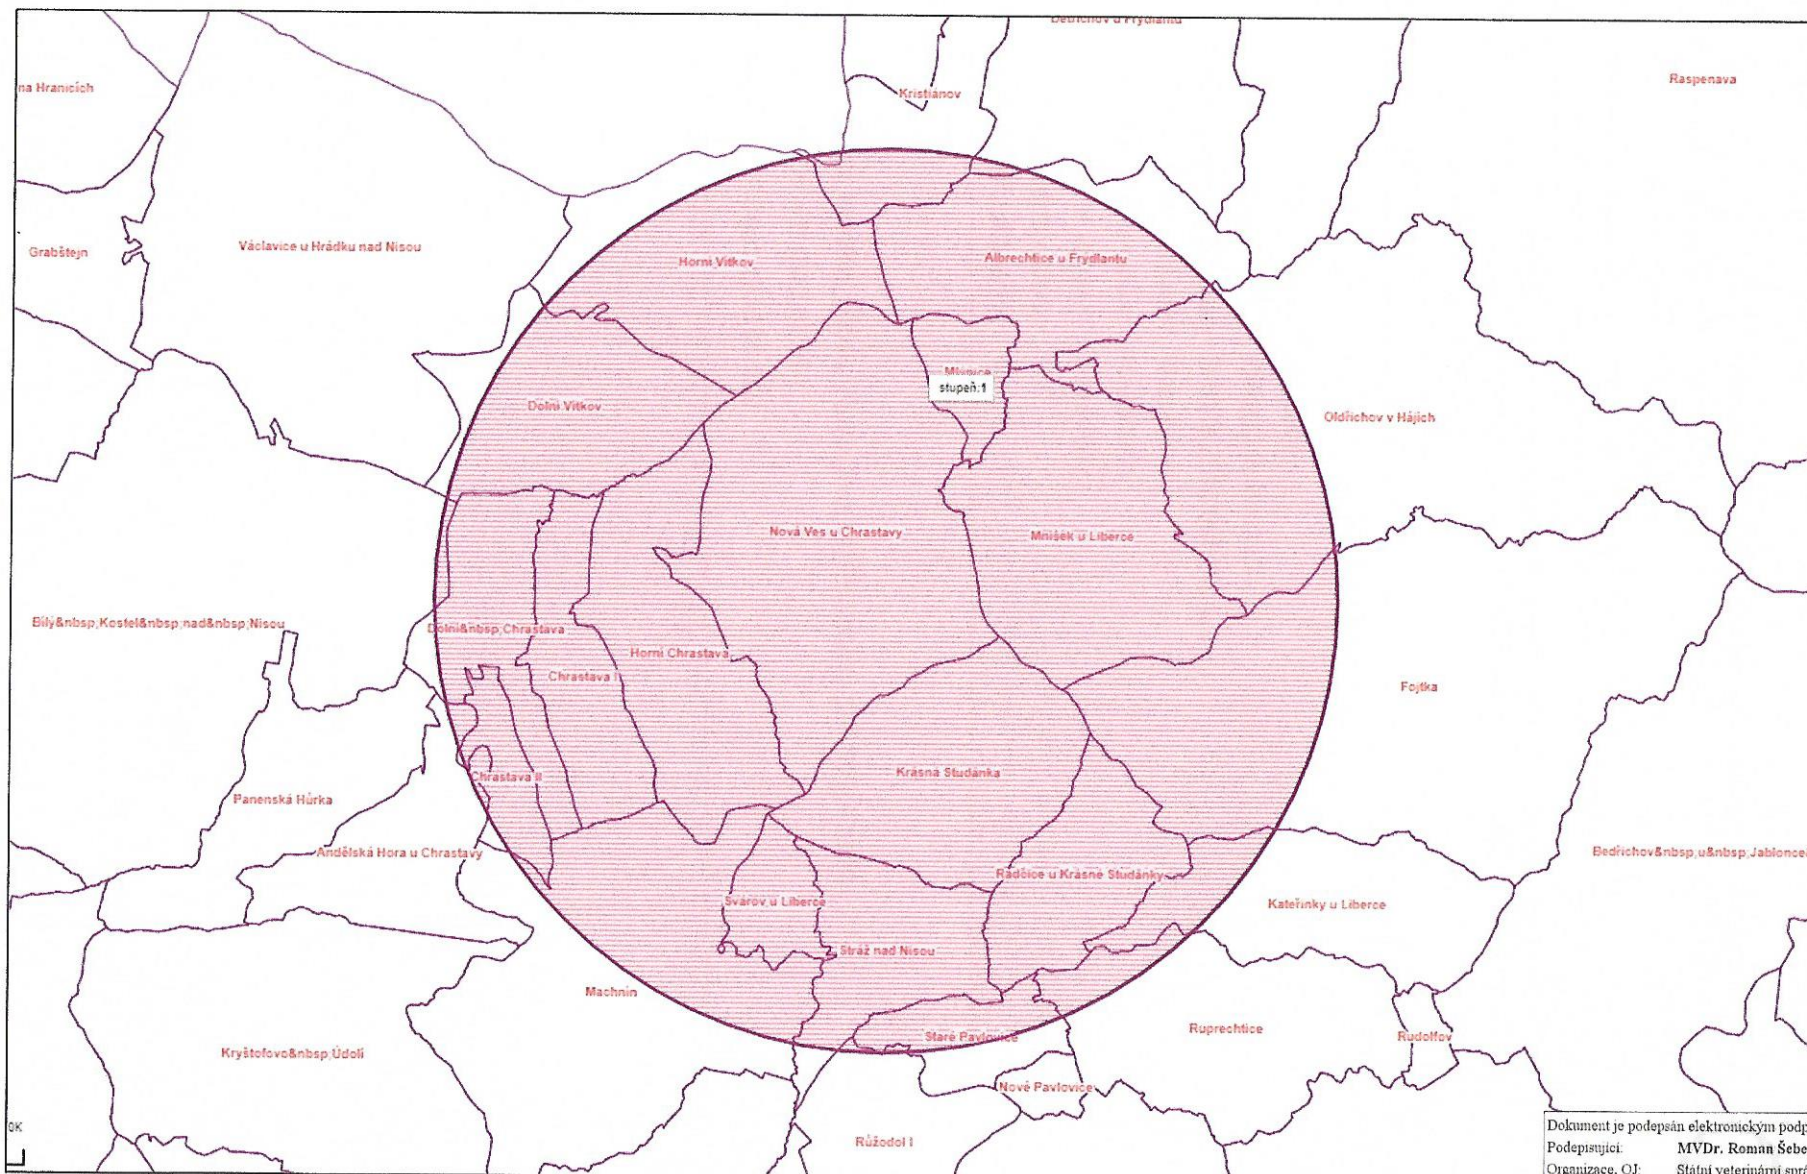 Kristiánov
Raspenava
na Hranicích
Grabštejn
Václavice u Hrádku nad Nisou
Horní Vítkov
Albrechtice u Frýdlantu
stupeň:1
Dolní Vítkov
Oldřichov v Hájích
Nová Ves u Chrastavy
Mníšek u Liberce
Bílý&nbsp;Kostel&nbsp;nad&nbsp;Nisou
Dolní&nbsp;Chrastava
Horní Chrastava
Chrastava I
Fojtka
Chrastava II
Krásná Studánka
Panenská Hůrka
Andělská Hora u Chrastavy
Bedřichov&nbsp;u&nbsp;Jablonce
Radčice u Krásné Studánky
Svárov u Liberce
Kateřinky u Liberce
Stráž nad Nisou
Machnín
Ruprechtice
Staré Pavlovice
Rudolfov
Kryštofovo&nbsp;Údolí
Nové Pavlovice
Růžodol I
Dokument je podepsán elektronickým podp
Podepisující: MVDr. Roman Šebe
Organizace, OJ: Státní veterinární sprá